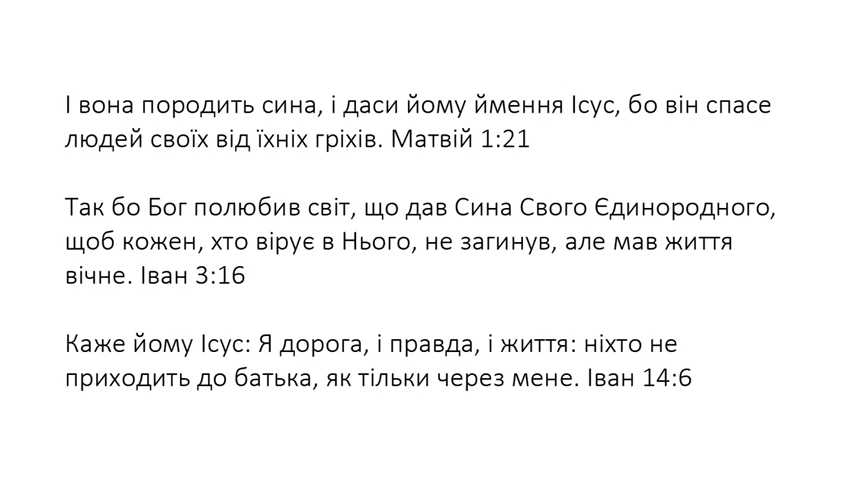 І вона породить сина, і даси йому ймення Ісус, бо він спасе
людей своїх від їхніх гріхів. Матвій 1:21
Так бо Бог полюбив світ, що дав Сина Свого Єдинородного,
щоб кожен, хто вірує в Нього, не загинув, але мав життя
вічне. Іван 3:16
Каже йому Ісус: Я дорога, і правда, і життя: ніхто не
приходить до батька, як тільки через мене. Іван 14:6